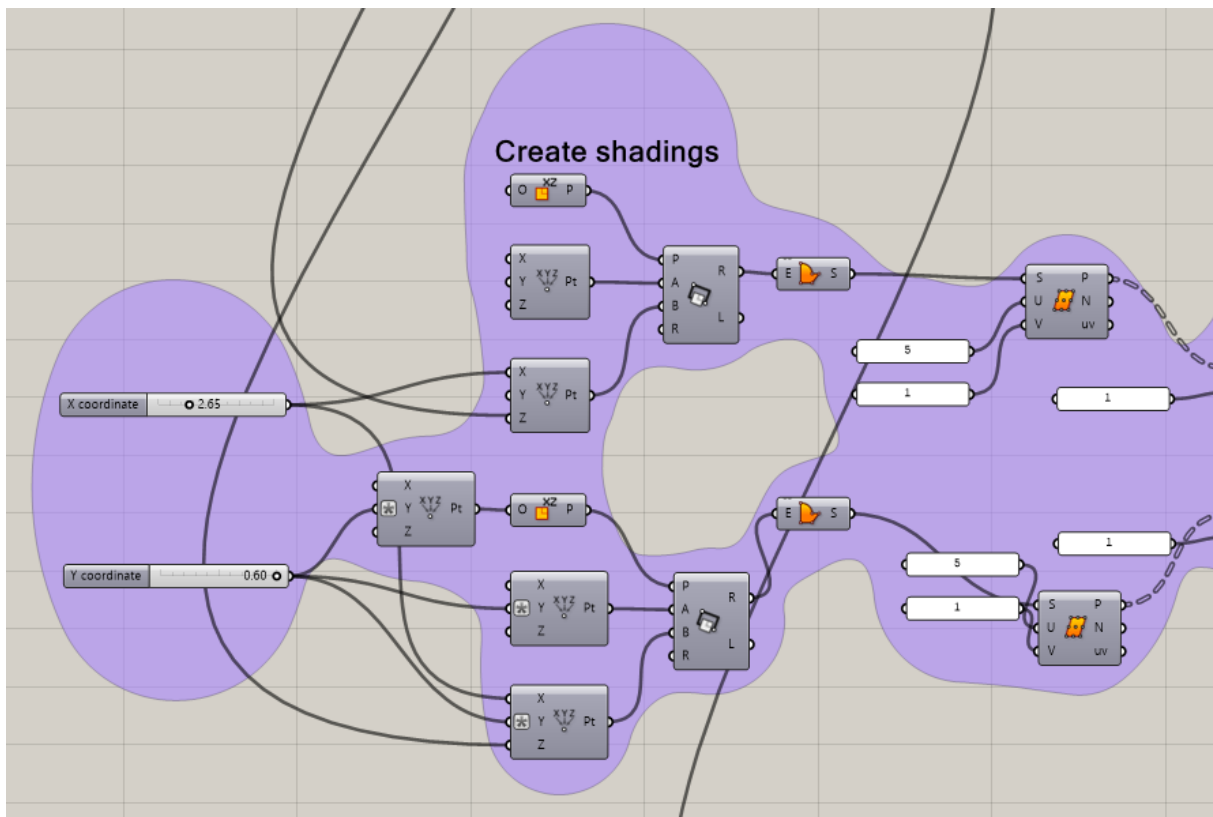 Create shadings
O XZ P
X
Y XYZ Pt
Z
P
A
B
R
R
L
E S
S P
U N
V uv
5
1
1
X
Y XYZ Pt
Z
X coordinate 2.65
X
Y XYZ Pt
Z
O XZ P
E S
1
Y coordinate 0.60
X
Y XYZ Pt
Z
P
A
B
R
R
L
5
1
S P
U N
V uv
X
Y XYZ Pt
Z